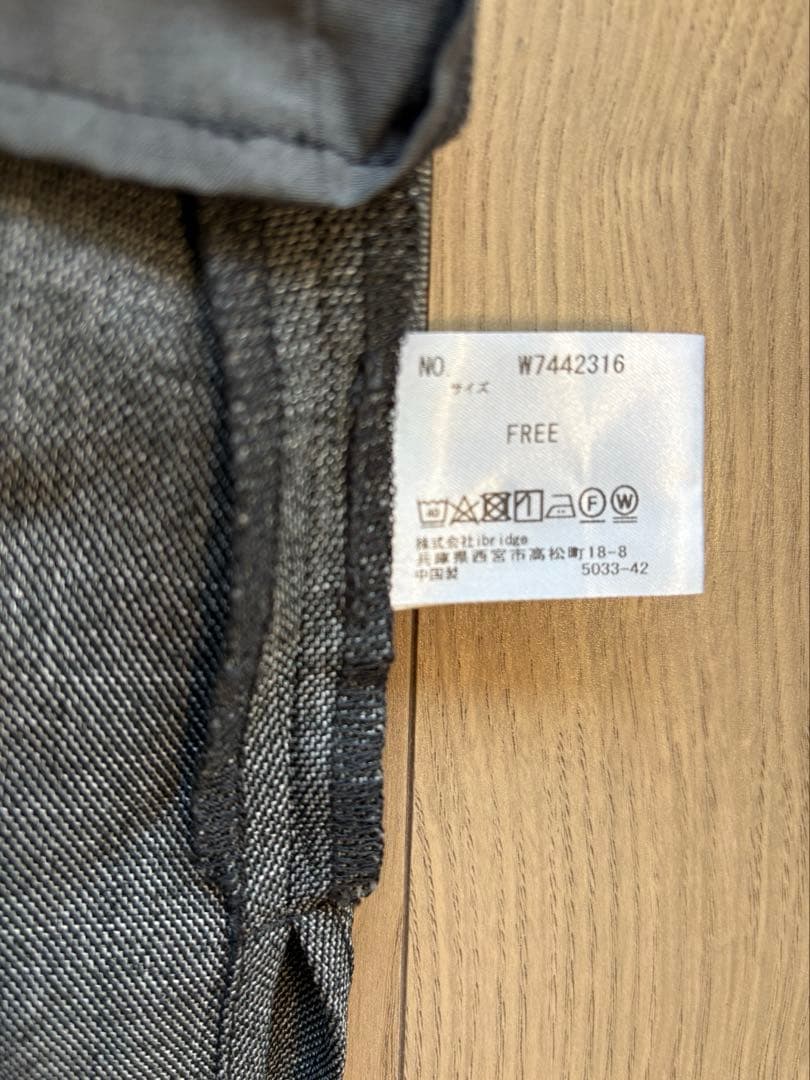 NO. W7442316
サイズ
FREE
40 F W
株式会社ibridge
兵庫県西宮市高松町18-8
中国製 5033-42